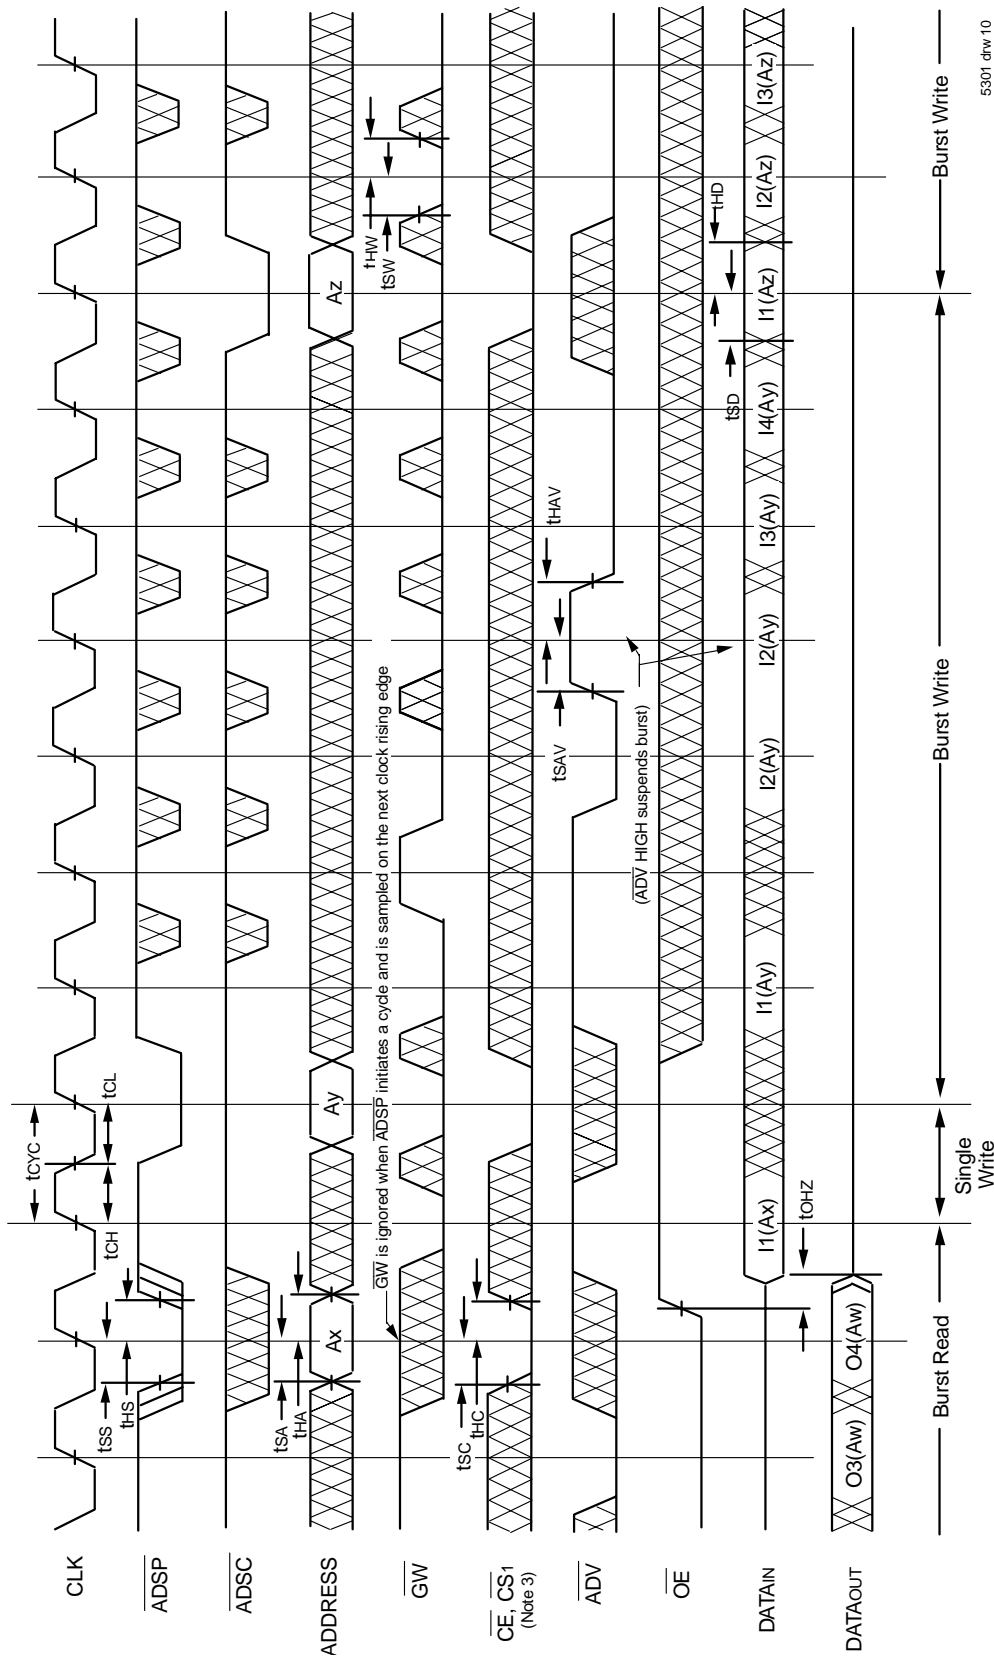 CLK
tCYC
tCH
tCL
ADSP
tSS
tHS
ADSC
ADDRESS
tSA
tHA
Ax
Ay
Az
GW
GW is ignored when ADSP initiates a cycle and is sampled on the next clock rising edge
tHW
tSW
CE, CS1
(Note 3)
tSC
tHC
ADV
tSAV
tHAV
(ADV HIGH suspends burst)
OE
DATAIN
I1(Ax)
I1(Ay)
I2(Ay)
I2(Ay)
I3(Ay)
I4(Ay)
I1(Az)
I2(Az)
I3(Az)
tSD
tHD
tOHZ
DATAOUT
O3(Aw)
O4(Aw)
Burst Read
Single
Write
Burst Write
Burst Write
5301 drw 10